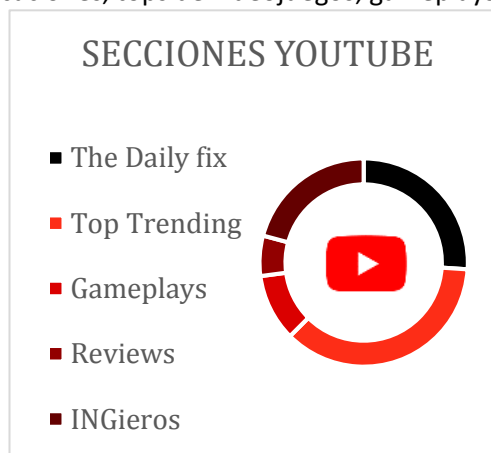 SECCIONES YOUTUBE
The Daily fix
Top Trending
Gameplays
Reviews
INGieros